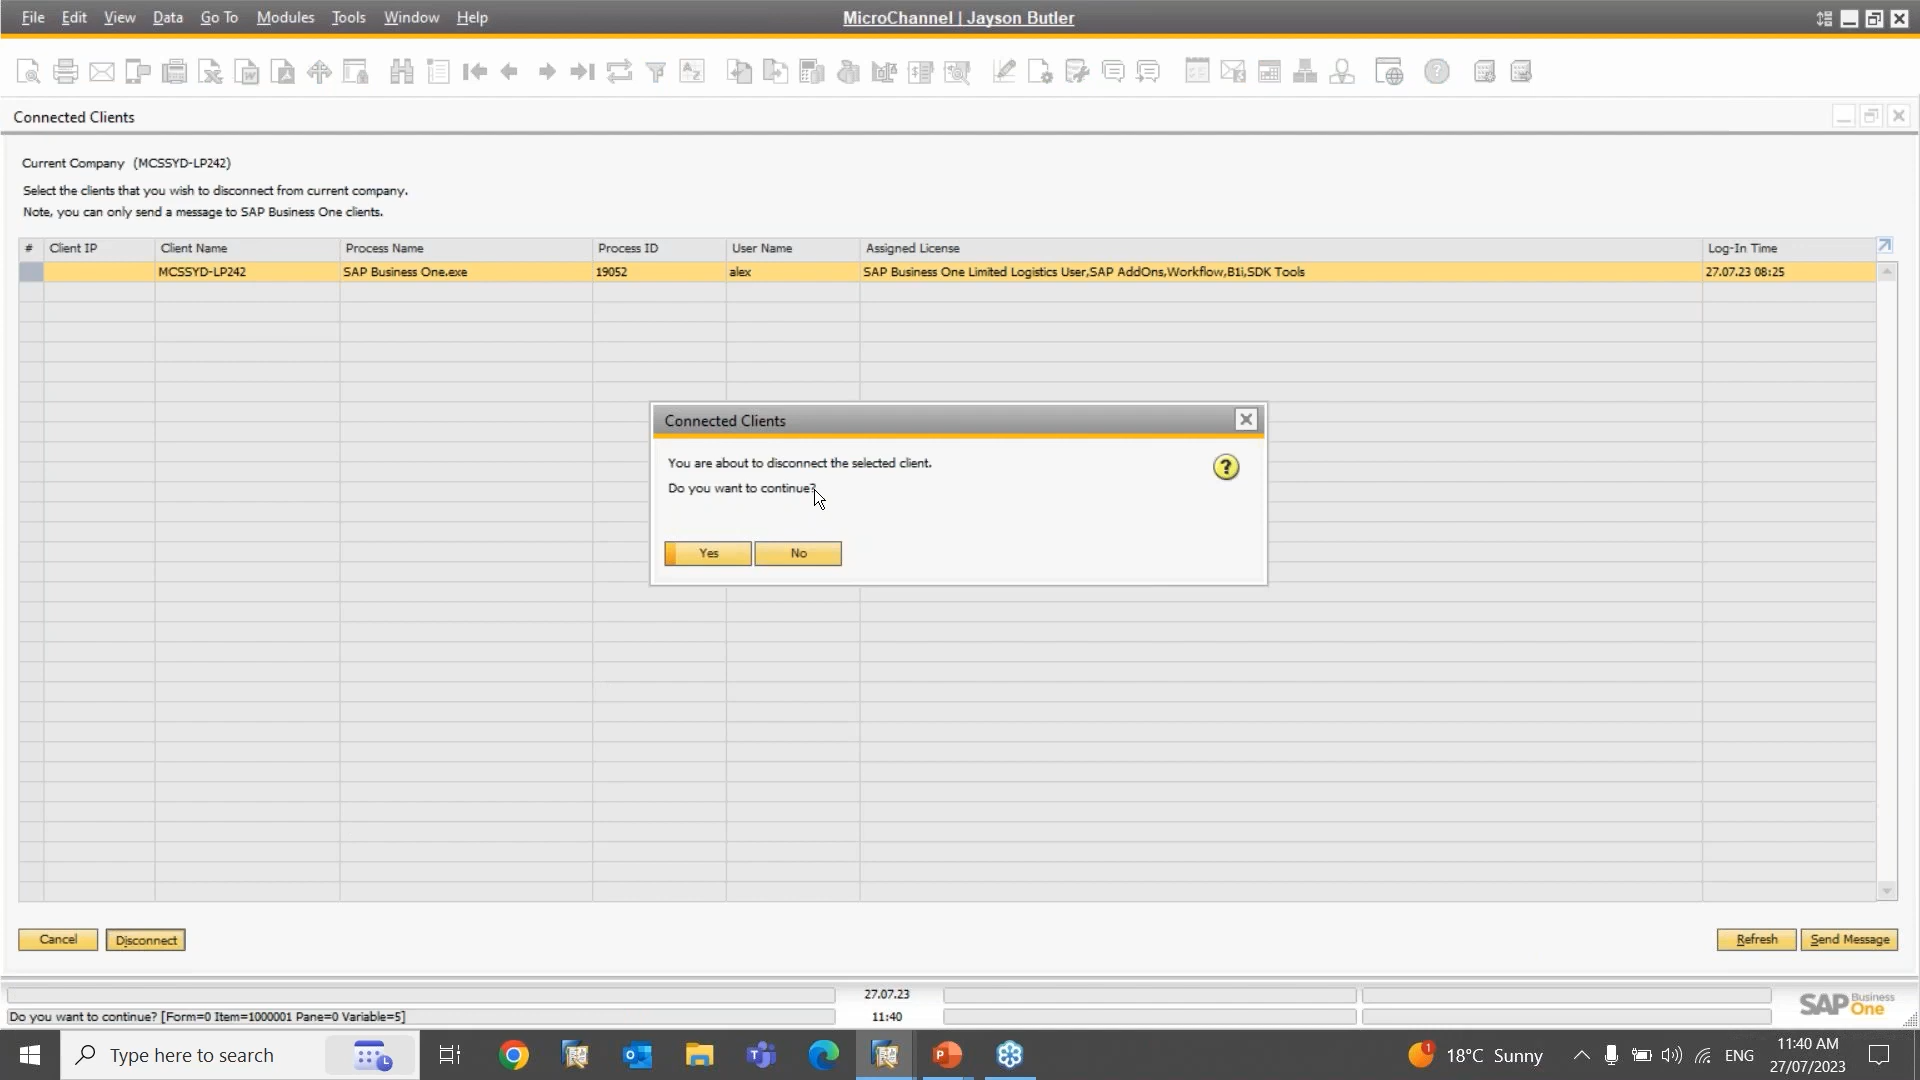 File Edit View Data Go To Modules Tools Window Help
MicroChannel | Jayson Butler
Connected Clients
Current Company (MCSSYD-LP242)
Select the clients that you wish to disconnect from current company.
Note, you can only send a message to SAP Business One clients.
# Client IP Client Name Process Name Process ID User Name Assigned License Log-In Time
MCSSYD-LP242 SAP Business One.exe 19052 alex SAP Business One Limited Logistics User,SAP AddOns,Workflow,B1i,SDK Tools 27.07.23 08:25
Connected Clients
You are about to disconnect the selected client.
Do you want to continue?
Yes No
Cancel Disconnect Refresh Send Message
27.07.23
Do you want to continue? [Form=0 Item=1000001 Pane=0 Variable=5] 11:40
SAP Business One
Type here to search
1 18°C Sunny ENG 11:40 AM
27/07/2023